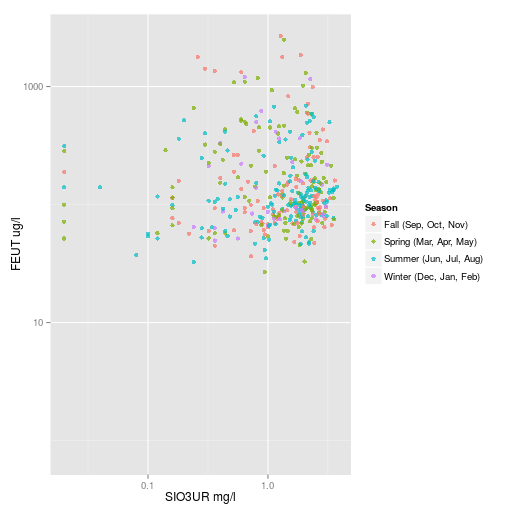 1000
10
FEUT ug/l
0.1
1.0
SIO3UR mg/l
Season
Fall (Sep, Oct, Nov)
Spring (Mar, Apr, May)
Summer (Jun, Jul, Aug)
Winter (Dec, Jan, Feb)